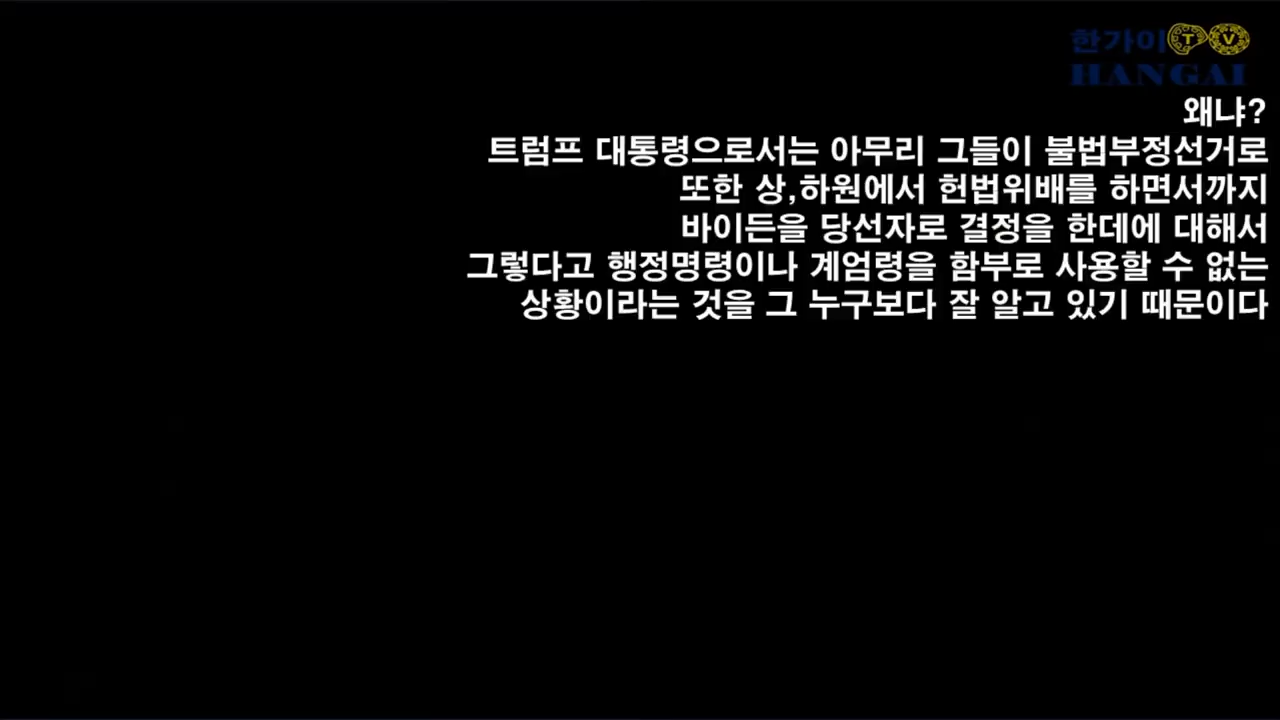 한가이TV
HANGAI
왜냐?
트럼프 대통령으로서는 아무리 그들이 불법부정선거로
또한 상,하원에서 헌법위배를 하면서까지
바이든을 당선자로 결정을 한데에 대해서
그렇다고 행정명령이나 계엄령을 함부로 사용할 수 없는
상황이라는 것을 그 누구보다 잘 알고 있기 때문이다